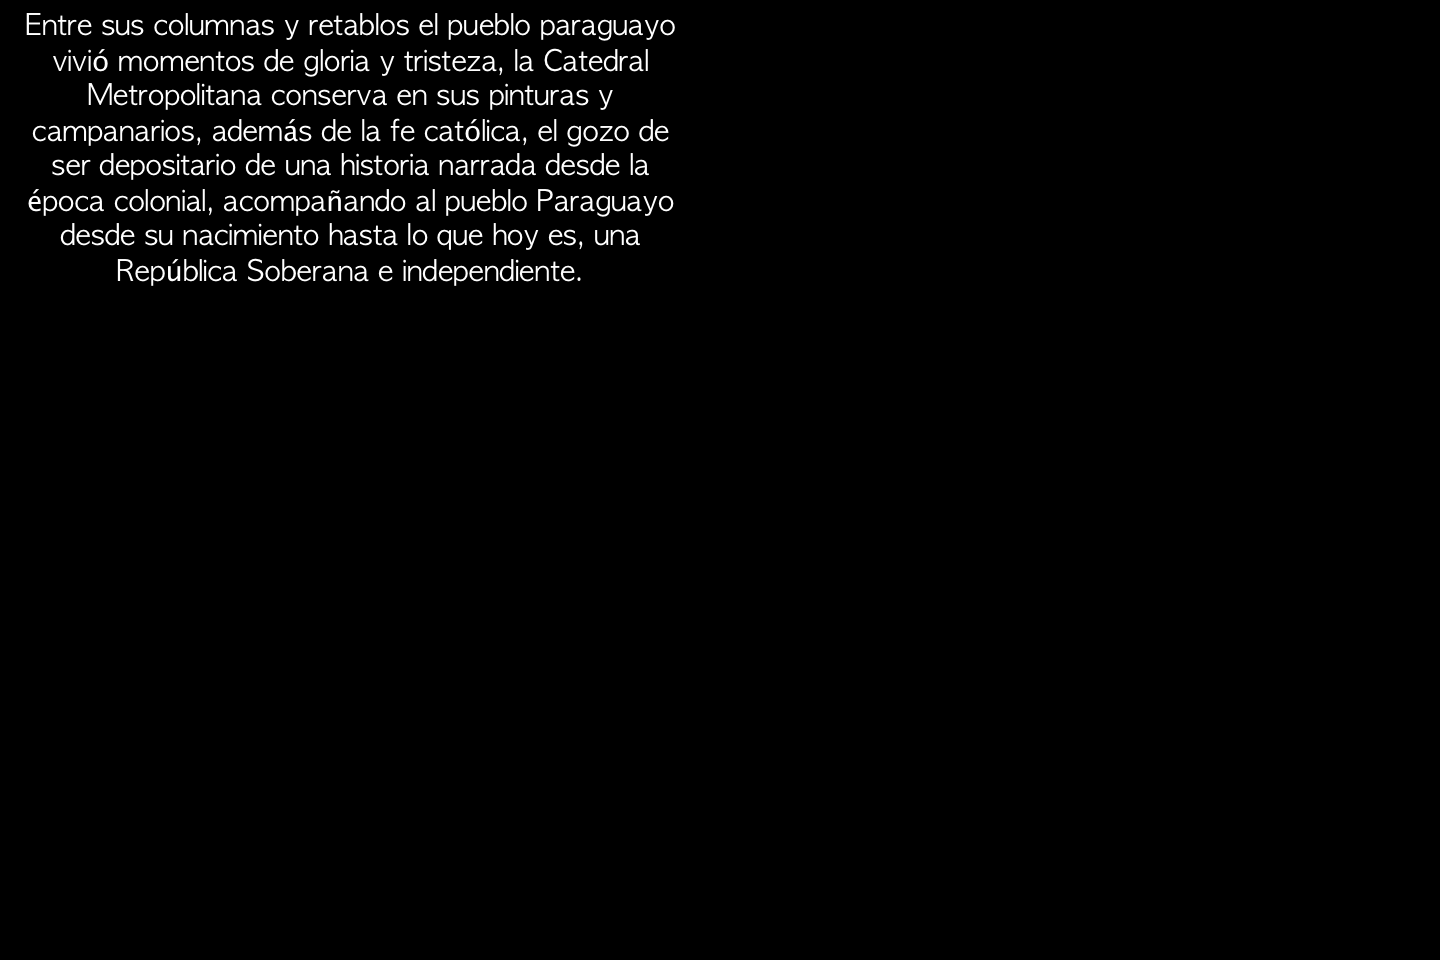 Entre sus columnas y retablos el pueblo paraguayo
vivió momentos de gloria y tristeza, la Catedral
Metropolitana conserva en sus pinturas y
campanarios, además de la fe católica, el gozo de
ser depositario de una historia narrada desde la
época colonial, acompañando al pueblo Paraguayo
desde su nacimiento hasta lo que hoy es, una
República Soberana e independiente.